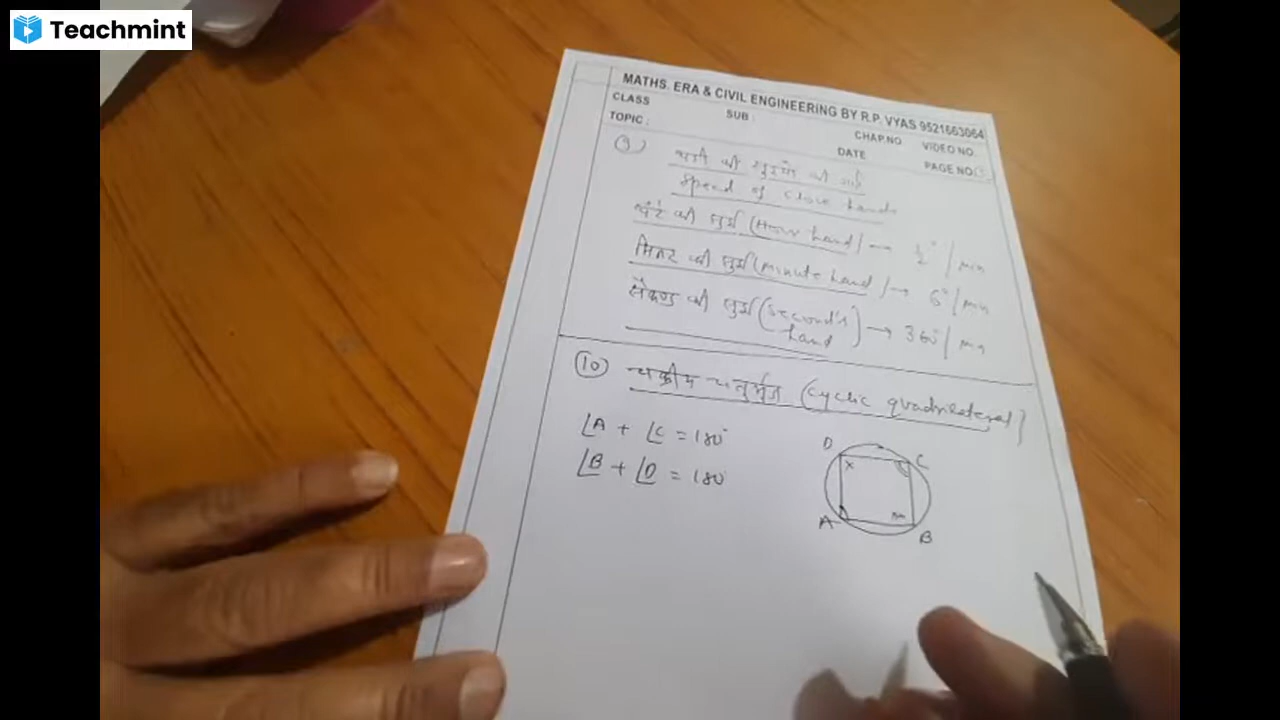 Teachmint
MATHS. ERA & CIVIL ENGINEERING BY R.P. VYAS 9521663064
CLASS SUB : CHAP.NO VIDEO NO.
TOPIC : DATE PAGE NO.
9) घड़ी की सुइयों की
Speed of clock hands
घंटे की सुई (Hour hand) → ½°/min
मिनट की सुई (minute hand) → 6°/min
सेकण्ड की सुई (second's hand) → 360°/min
10) चक्रीय चतुर्भुज (cyclic quadrilateral)
∠A + ∠C = 180°
∠B + ∠D = 180
D C
x
A B